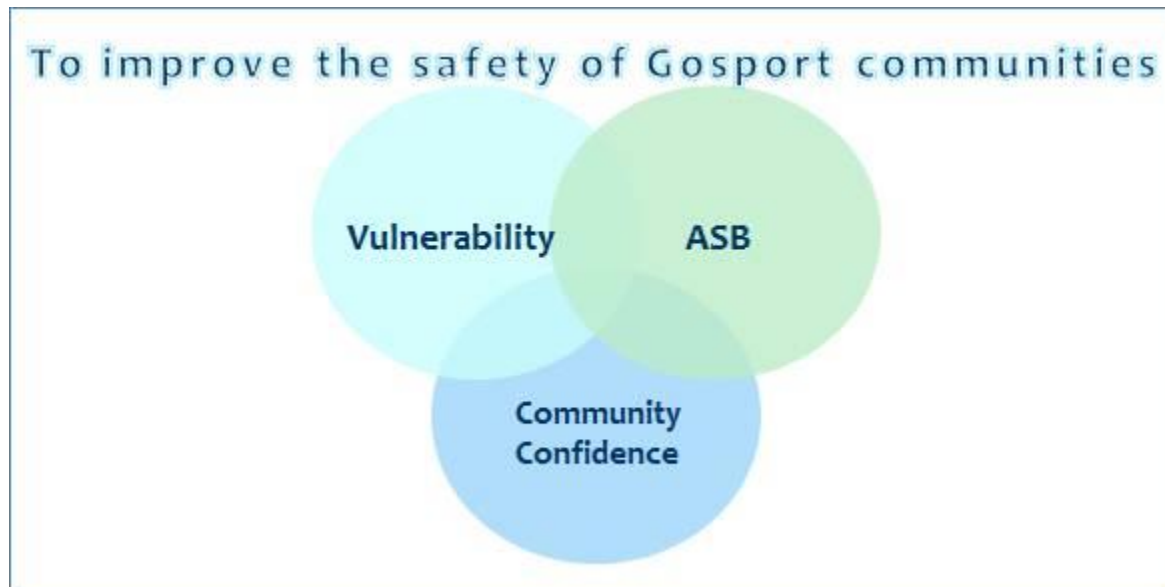 To improve the safety of Gosport communities
Vulnerability
ASB
Community
Confidence